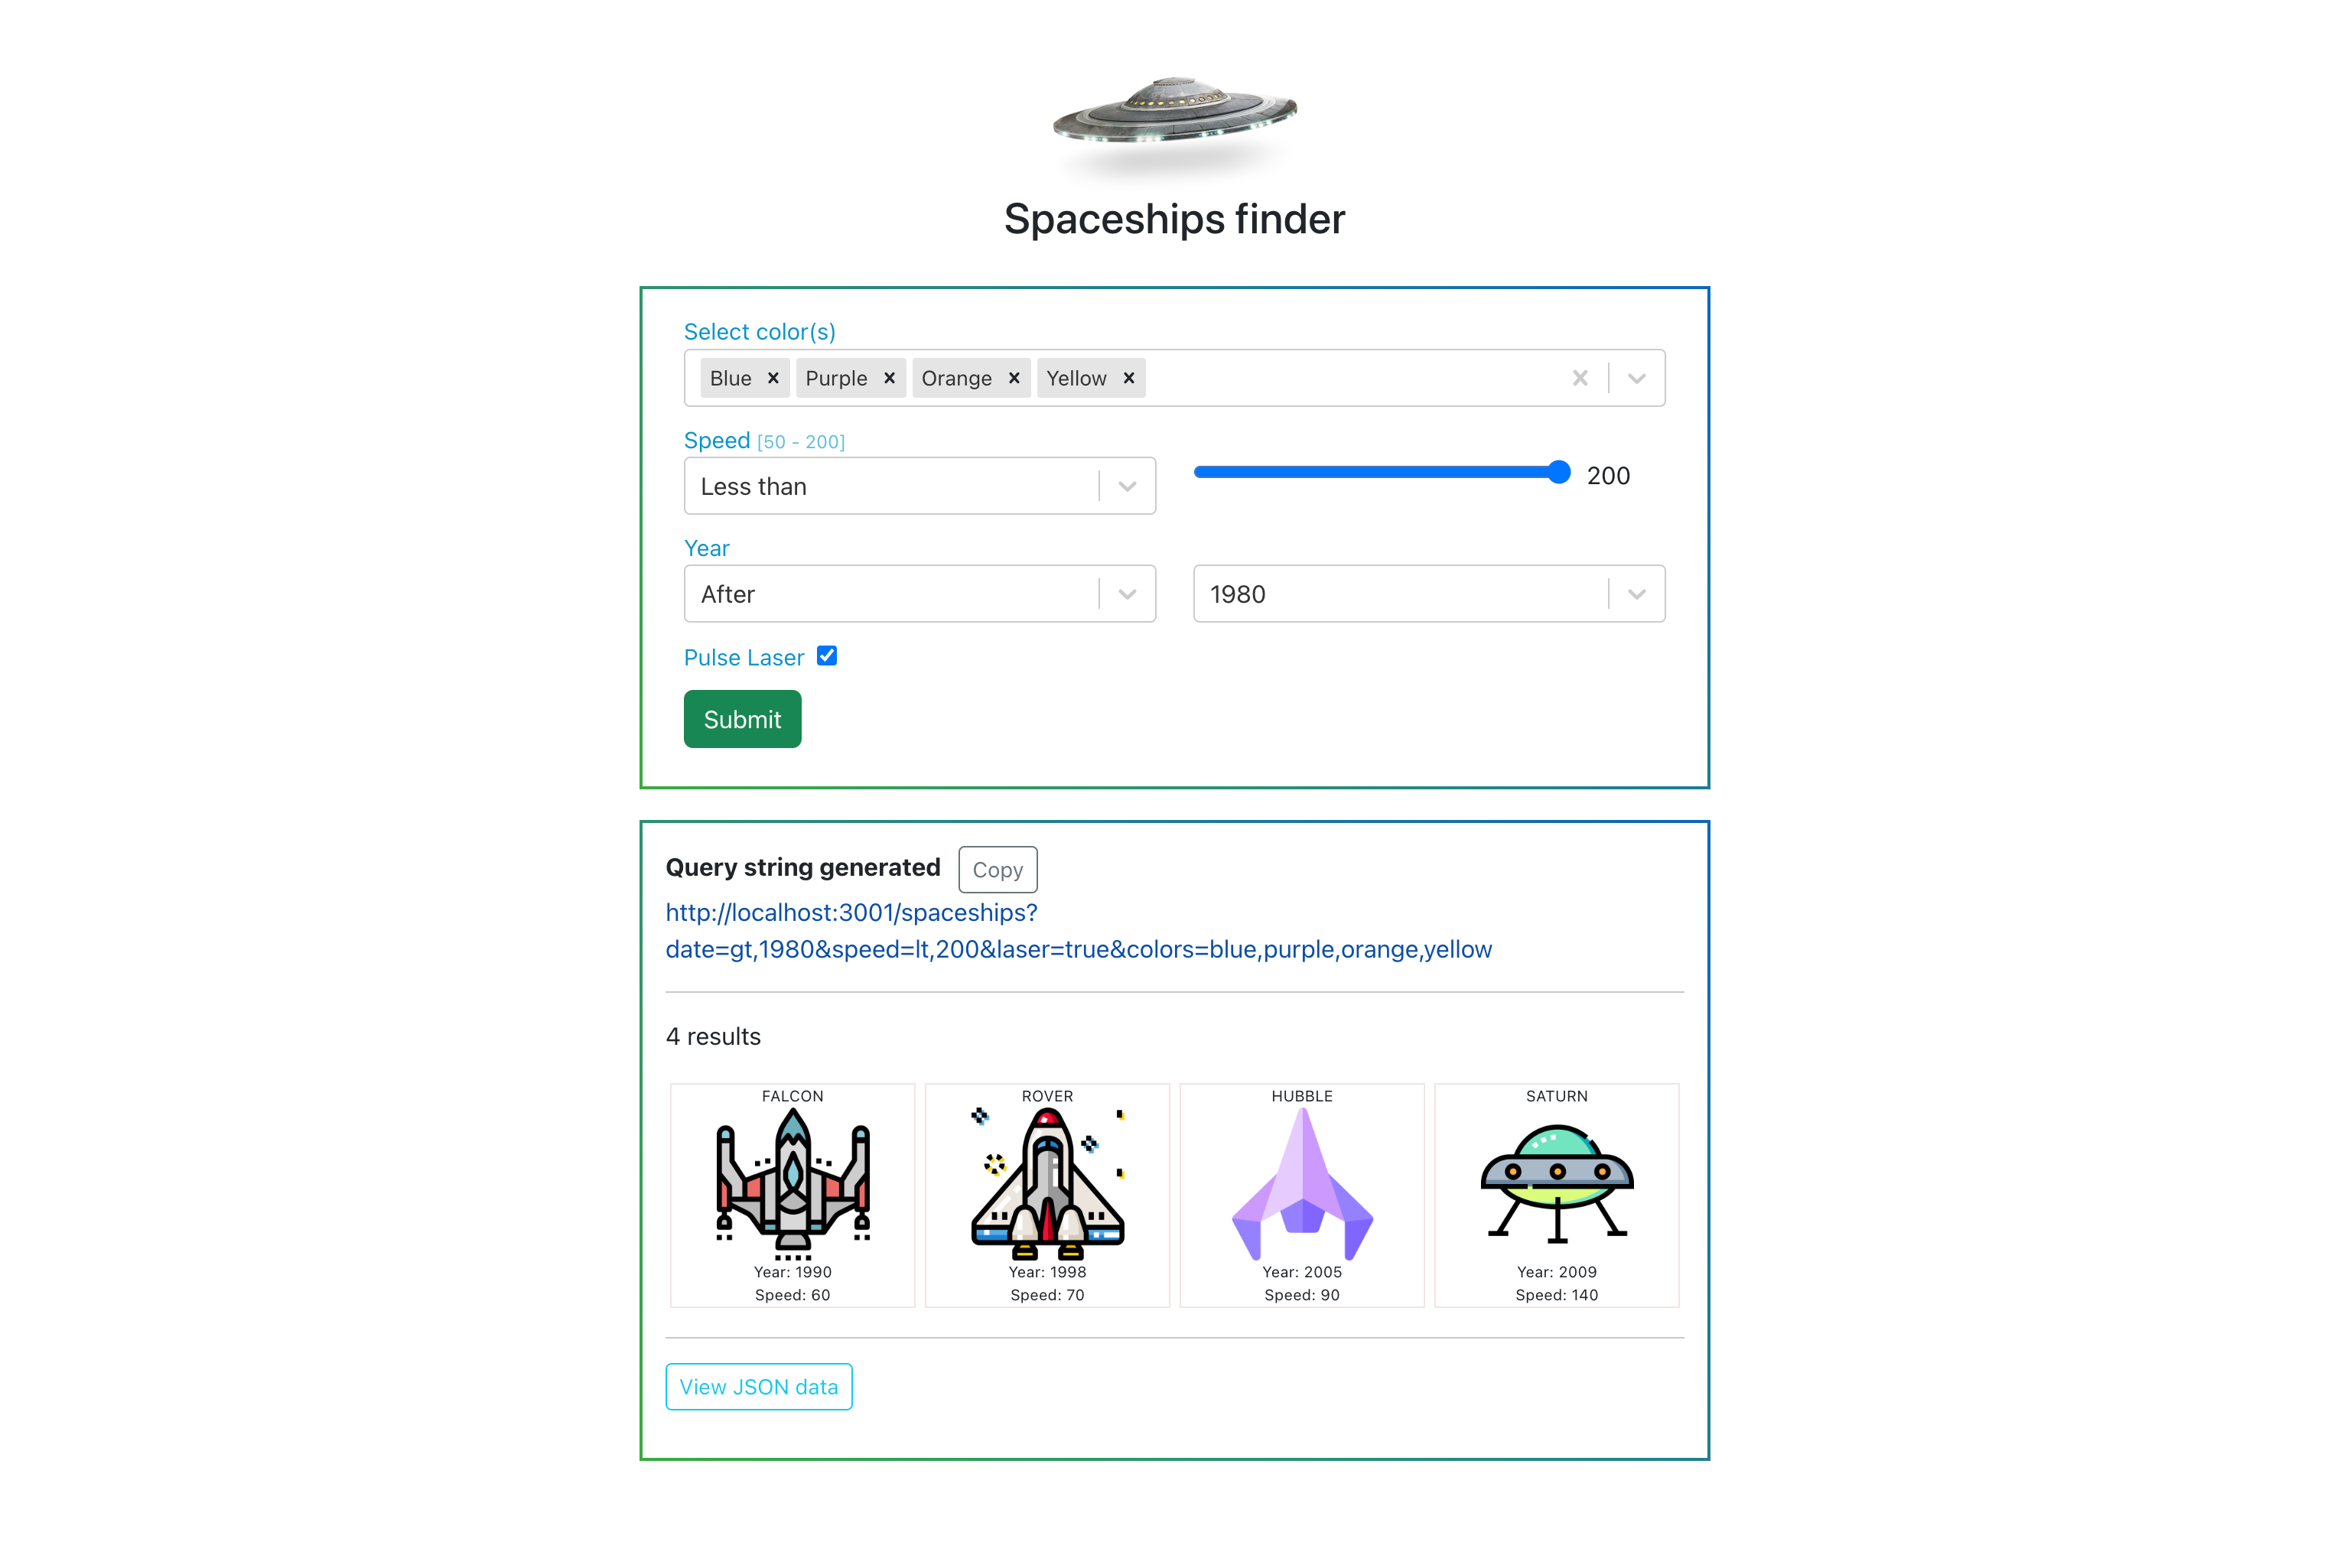 Spaceships finder
Select color(s)
Blue Purple Orange Yellow
Speed [50 - 200]
Less than 200
Year
After 1980
Pulse Laser
Submit
Query string generated Copy
http://localhost:3001/spaceships?
date=gt,1980&speed=lt,200&laser=true&colors=blue,purple,orange,yellow
4 results
FALCON ROVER HUBBLE SATURN
Year: 1990 Year: 1998 Year: 2005 Year: 2009
Speed: 60 Speed: 70 Speed: 90 Speed: 140
View JSON data